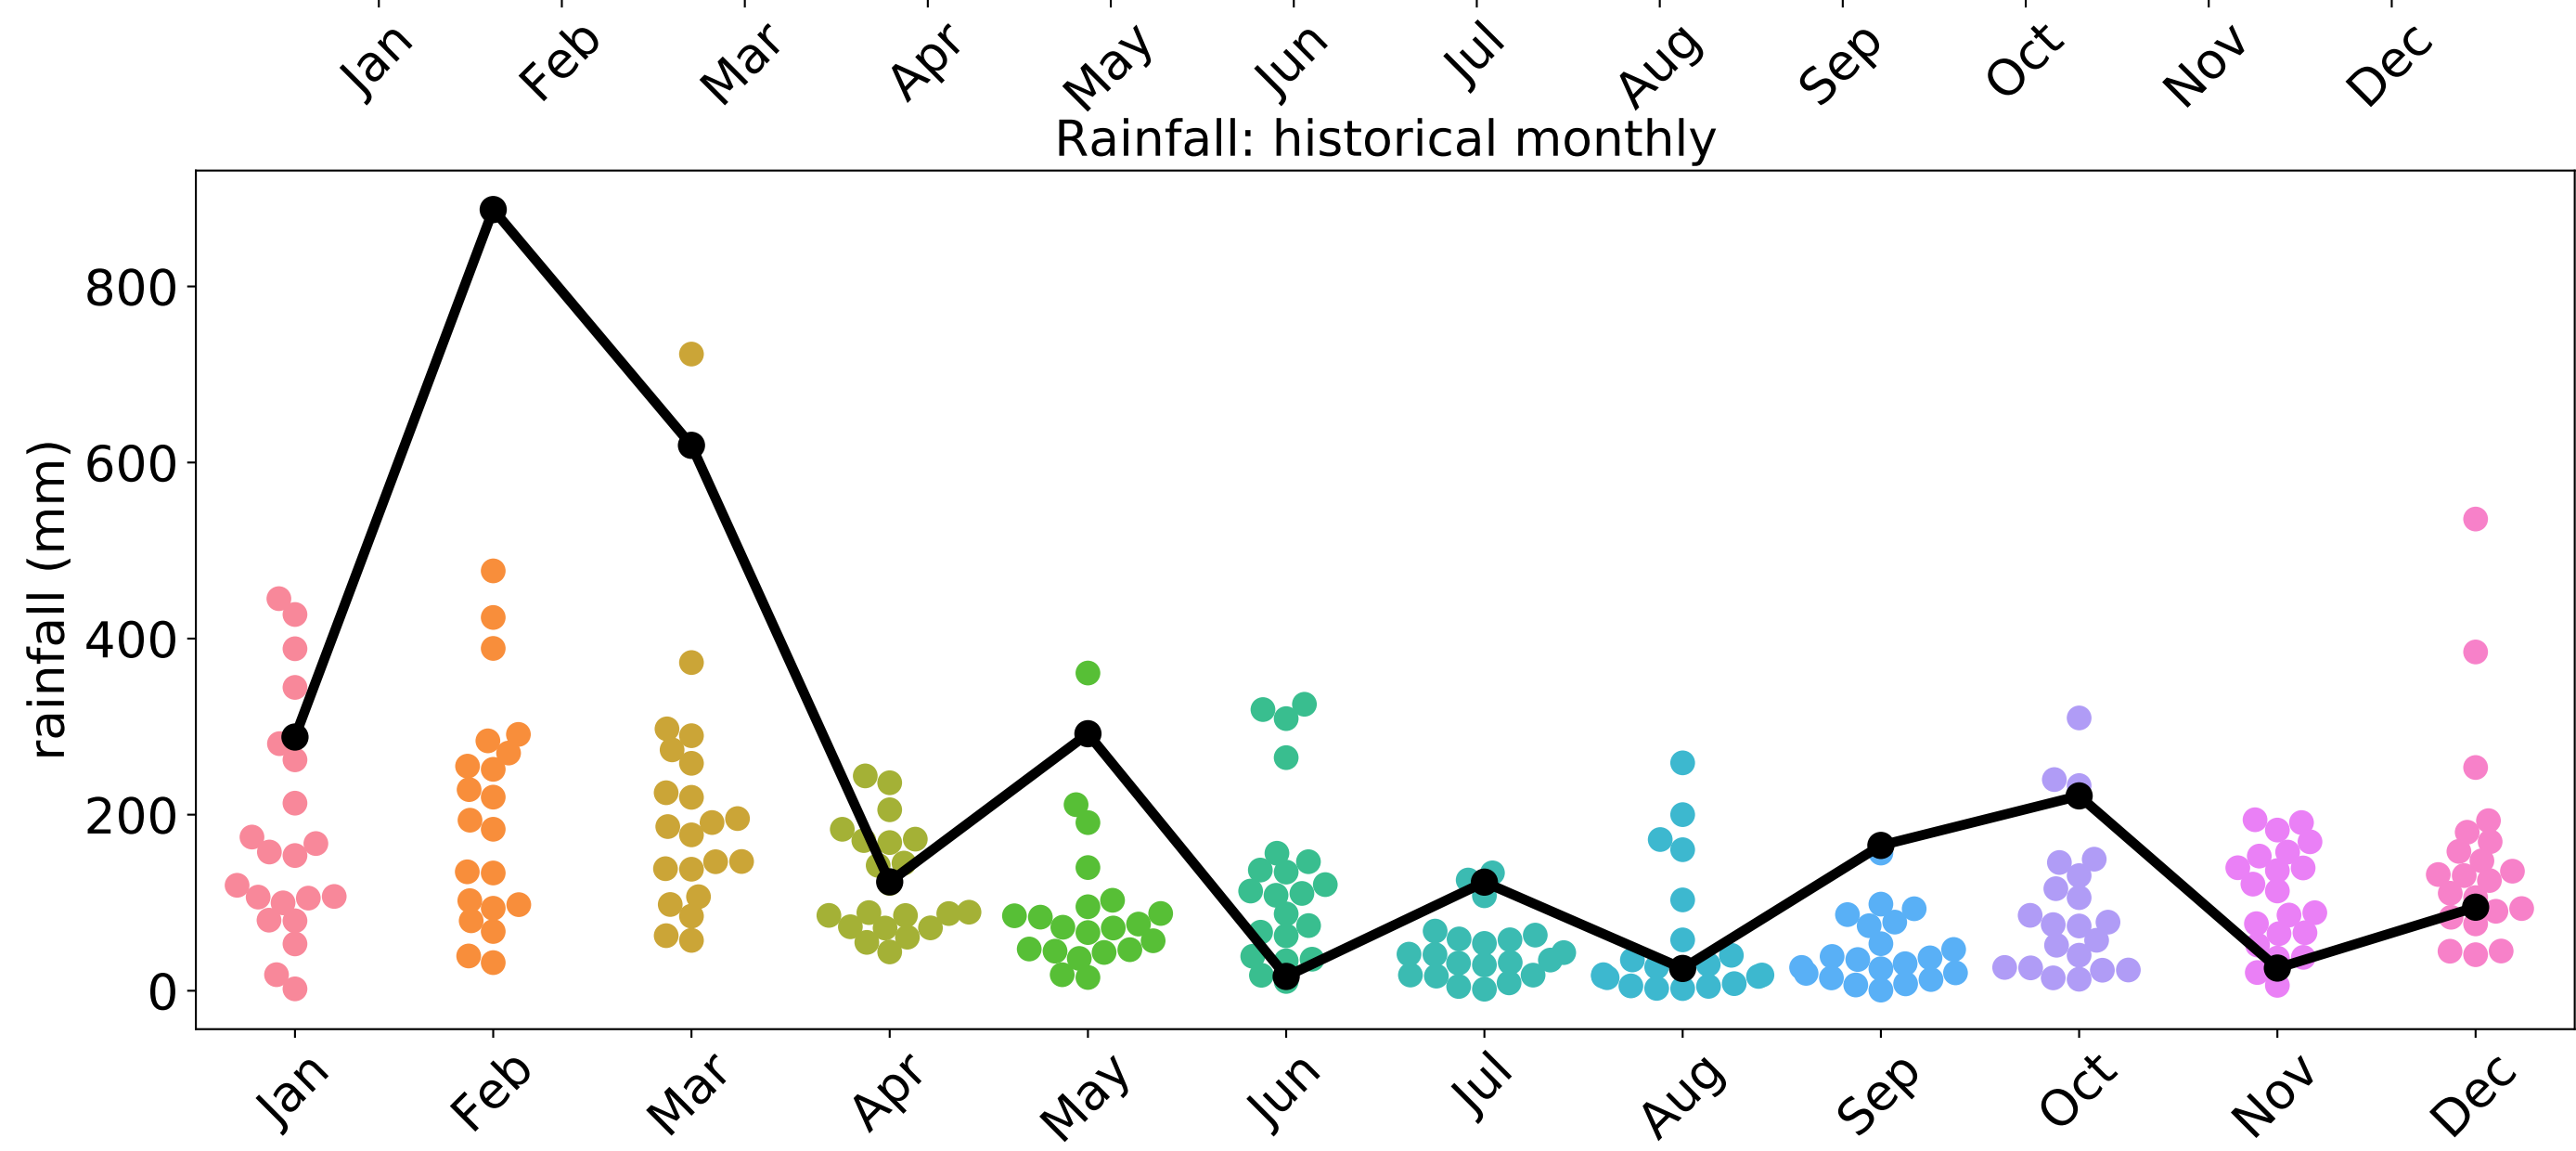 Jan Feb Mar Apr May Jun Jul Aug Sep Oct Nov Dec
Rainfall: historical monthly
rainfall (mm)
800
600
400
200
0
Jan Feb Mar Apr May Jun Jul Aug Sep Oct Nov Dec